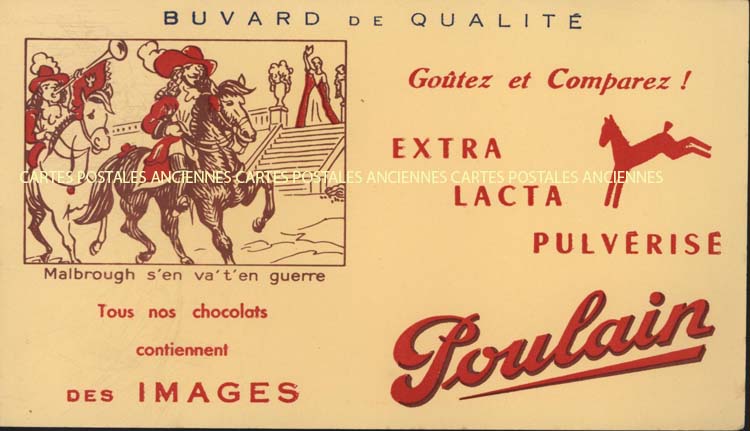 BUVARD DE QUALITÉ
Malbrough s'en va't'en guerre
Tous nos chocolats
contiennent
DES IMAGES
Goûtez et Comparez !
EXTRA
LACTA
PULVÉRISÉ
Poulain
CARTES POSTALES ANCIENNES CARTES POSTALES ANCIENNES CARTES POSTALES ANCIENNES